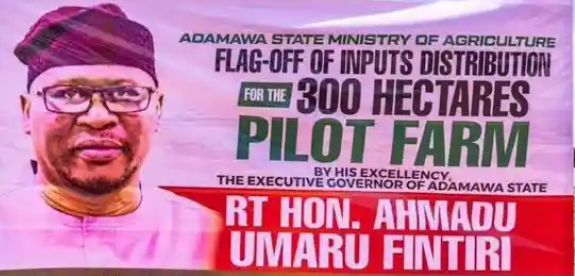 ADAMAWA STATE MINISTRY OF AGRICULTURE
FLAG-OFF OF INPUTS DISTRIBUTION
FOR THE 300 HECTARES
PILOT FARM
BY HIS EXCELLENCY,
THE EXECUTIVE GOVERNOR OF ADAMAWA STATE
RT HON. AHMADU
UMARU FINTIRI